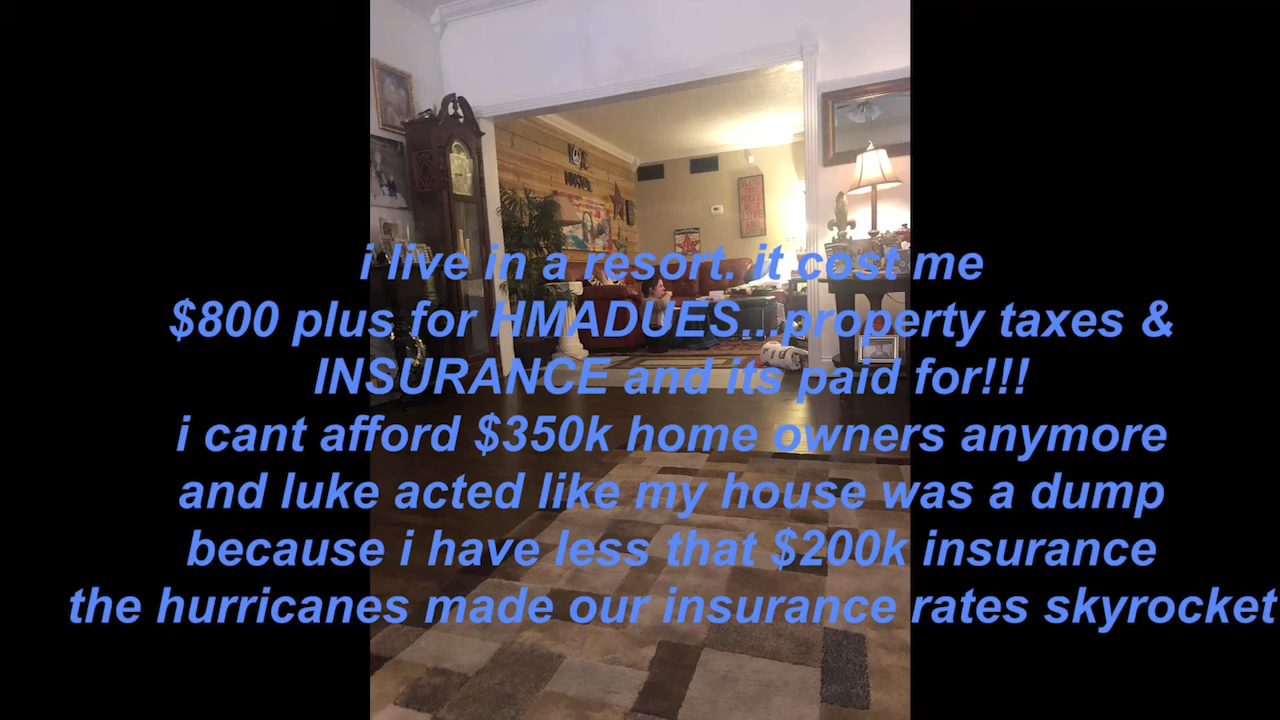 i live in a resort. it cost me
$800 plus for HMADUES...property taxes &
INSURANCE and its paid for!!!
i cant afford $350k home owners anymore
and luke acted like my house was a dump
because i have less that $200k insurance
the hurricanes made our insurance rates skyrocket